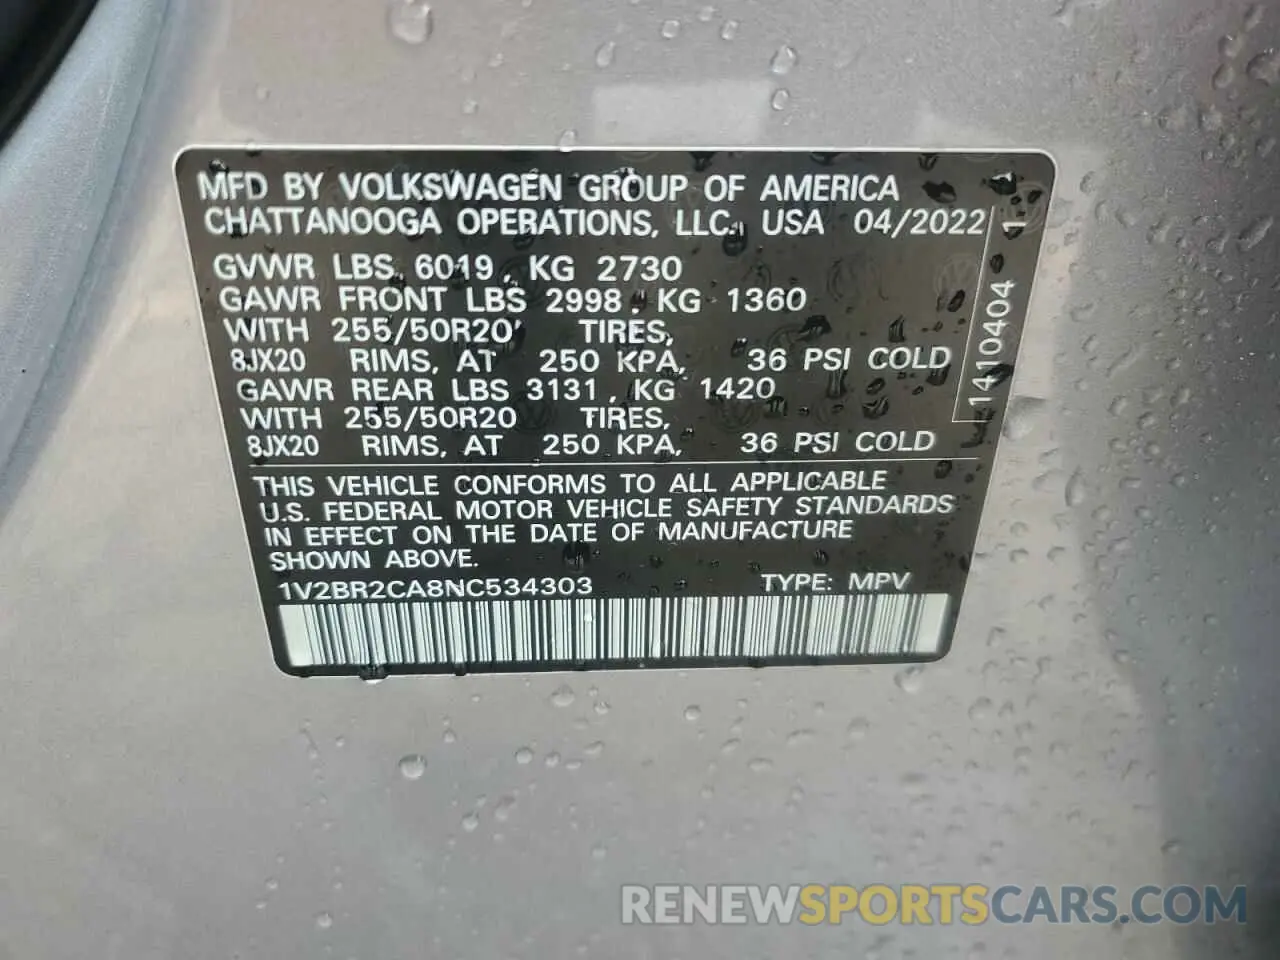 MFD BY VOLKSWAGEN GROUP OF AMERICA
CHATTANOOGA OPERATIONS, LLC. USA 04/2022
GVWR LBS 6019, KG 2730
GAWR FRONT LBS 2998, KG 1360
WITH 255/50R20 TIRES,
8JX20 RIMS, AT 250 KPA, 36 PSI COLD
GAWR REAR LBS 3131, KG 1420
WITH 255/50R20 TIRES,
8JX20 RIMS, AT 250 KPA, 36 PSI COLD
1410404 1 1
THIS VEHICLE CONFORMS TO ALL APPLICABLE
U.S. FEDERAL MOTOR VEHICLE SAFETY STANDARDS
IN EFFECT ON THE DATE OF MANUFACTURE
SHOWN ABOVE.
1V2BR2CA8NC534303 TYPE: MPV
RENEWSPORTSCARS.COM